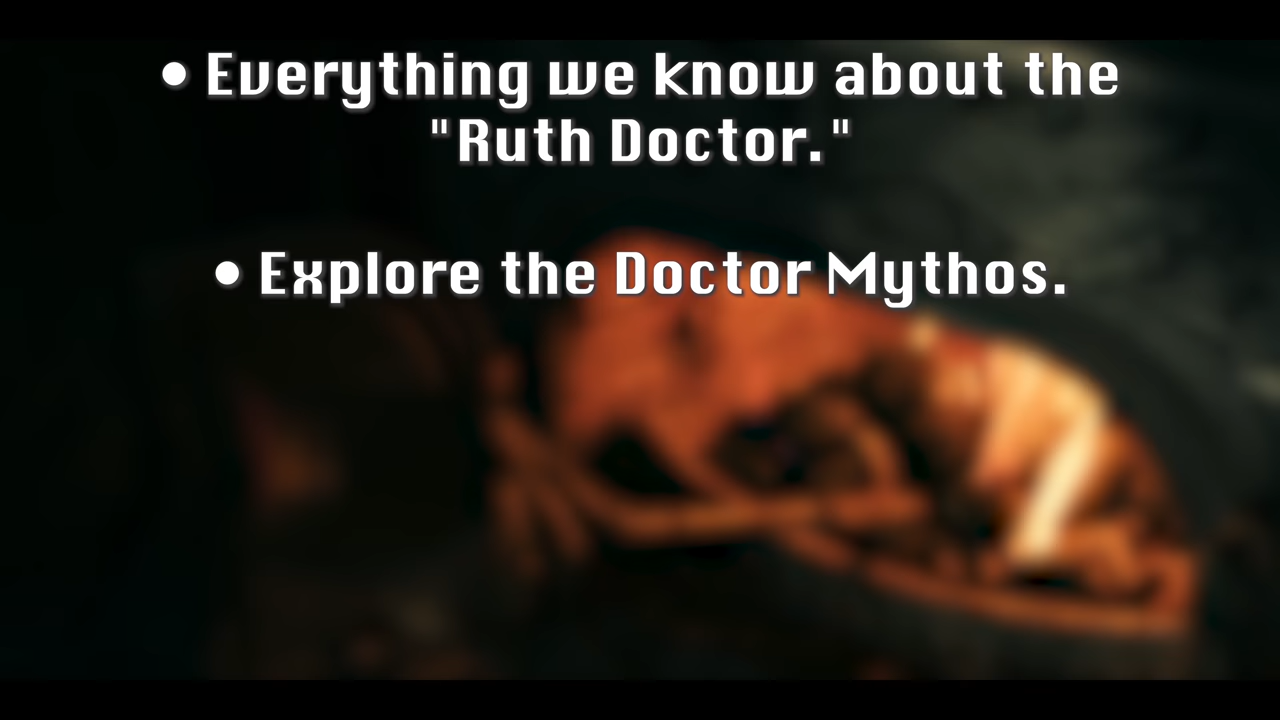 • Everything we know about the
"Ruth Doctor."
• Explore the Doctor Mythos.